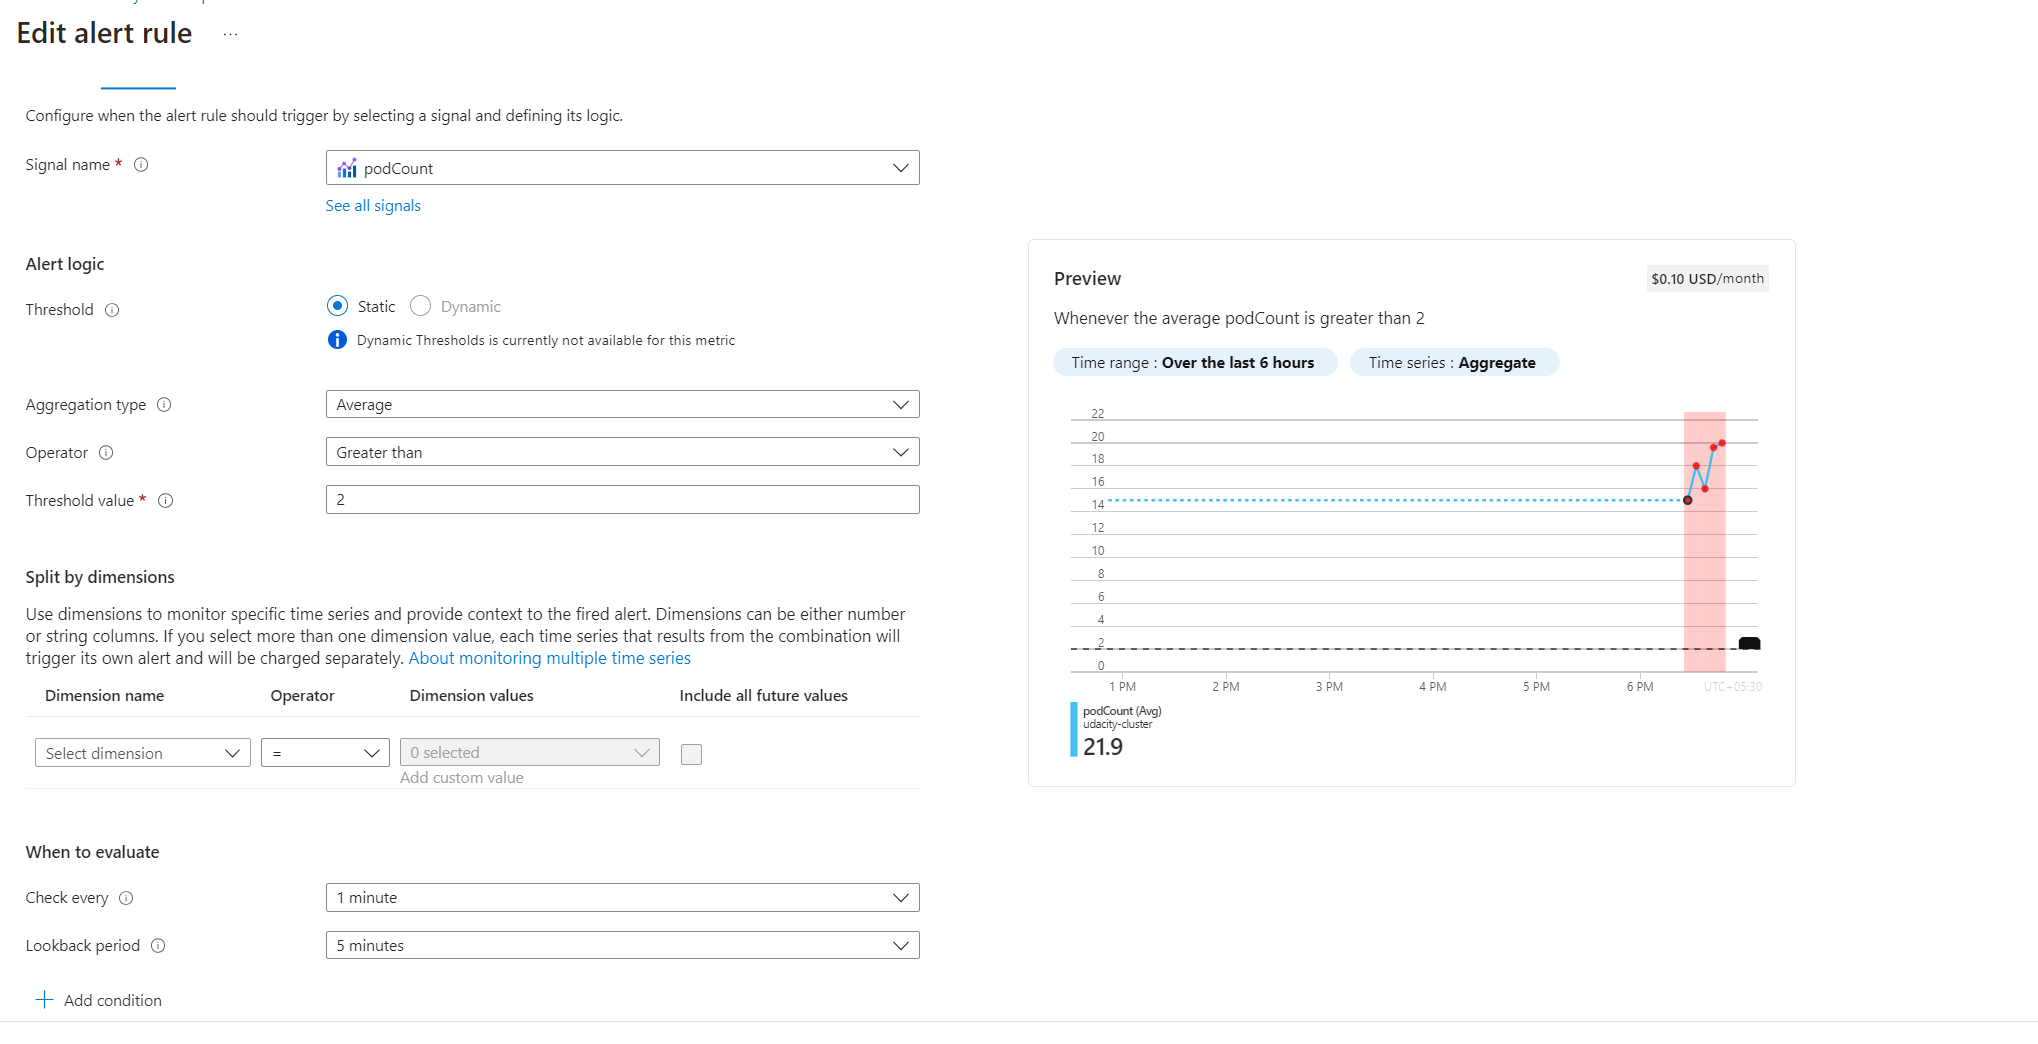 Edit alert rule ...
Configure when the alert rule should trigger by selecting a signal and defining its logic.
Signal name *
podCount
See all signals
Alert logic
Threshold
Static
Dynamic
Dynamic Thresholds is currently not available for this metric
Aggregation type
Average
Operator
Greater than
Threshold value *
2
Split by dimensions
Use dimensions to monitor specific time series and provide context to the fired alert. Dimensions can be either number
or string columns. If you select more than one dimension value, each time series that results from the combination will
trigger its own alert and will be charged separately. About monitoring multiple time series
Dimension name Operator Dimension values Include all future values
Select dimension = 0 selected
Add custom value
When to evaluate
Check every
1 minute
Lookback period
5 minutes
Add condition
Preview
$0.10 USD/month
Whenever the average podCount is greater than 2
Time range : Over the last 6 hours
Time series : Aggregate
22
20
18
16
14
12
10
8
6
4
2
0
1 PM 2 PM 3 PM 4 PM 5 PM 6 PM UTC+05:30
podCount (Avg)
udacity-cluster
21.9